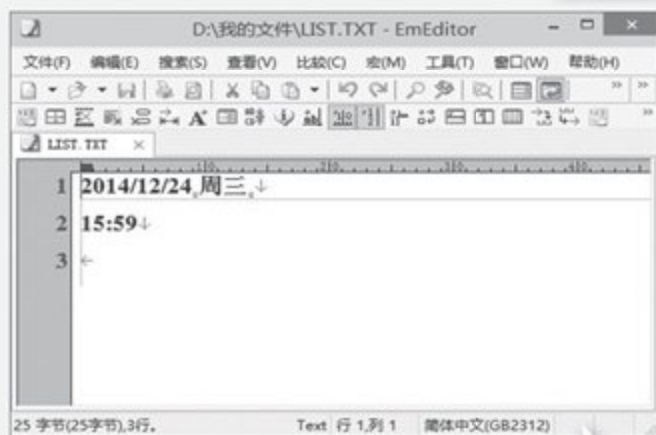 D:\我的文件\LIST.TXT - EmEditor
文件(F) 编辑(E) 搜索(S) 查看(V) 比较(C) 宏(M) 工具(T) 窗口(W) 帮助(H)
LIST.TXT ×
1 2014/12/24 周三
2 15:59
3
25 字节(25字节),3行。 Text 行 1,列 1 简体中文(GB2312)